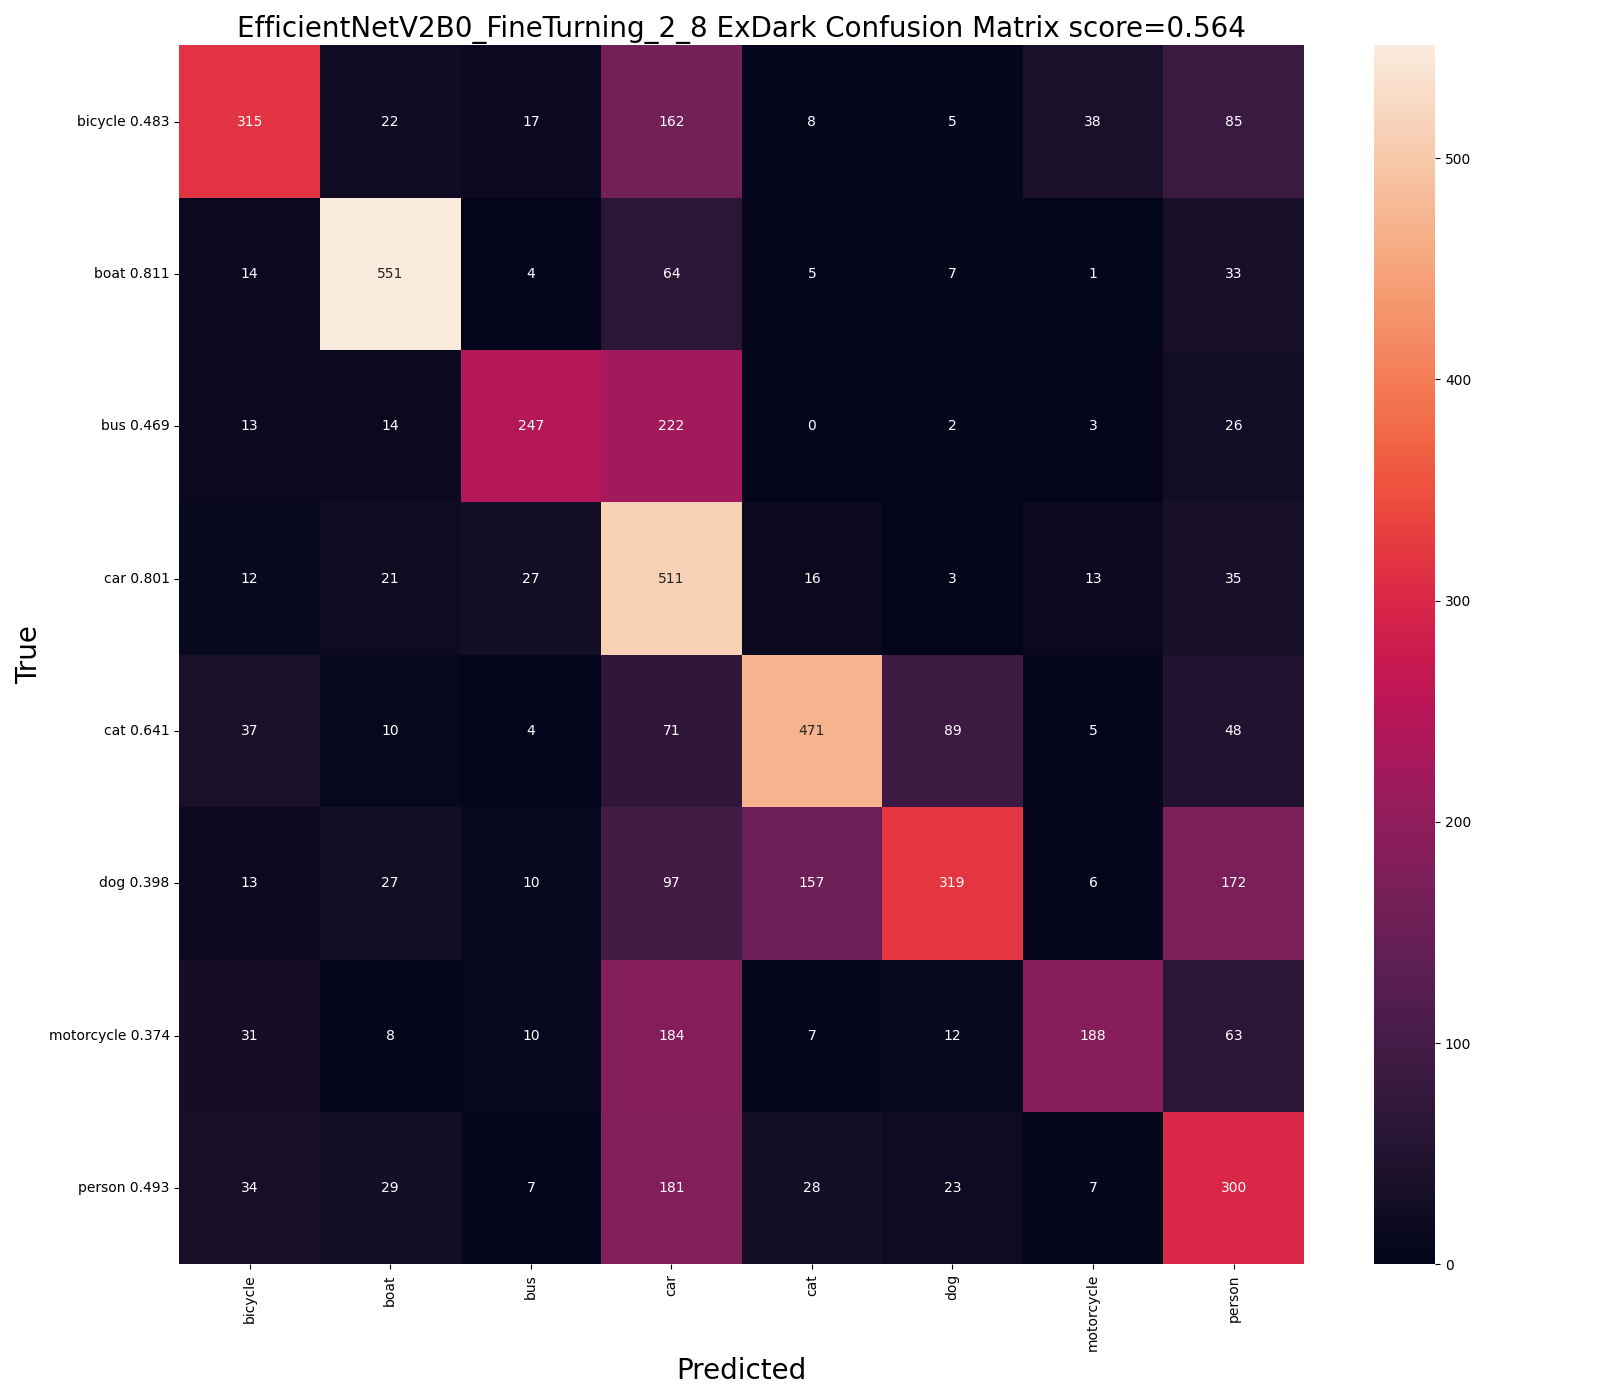 EfficientNetV2B0_FineTurning_2_8 ExDark Confusion Matrix score=0.564
bicycle 0.483 315 22 17 162 8 5 38 85
boat 0.811 14 551 4 64 5 7 1 33
bus 0.469 13 14 247 222 0 2 3 26
car 0.801 12 21 27 511 16 3 13 35
cat 0.641 37 10 4 71 471 89 5 48
dog 0.398 13 27 10 97 157 319 6 172
motorcycle 0.374 31 8 10 184 7 12 188 63
person 0.493 34 29 7 181 28 23 7 300
True
bicycle boat bus car cat dog motorcycle person
Predicted
500
400
300
200
100
0